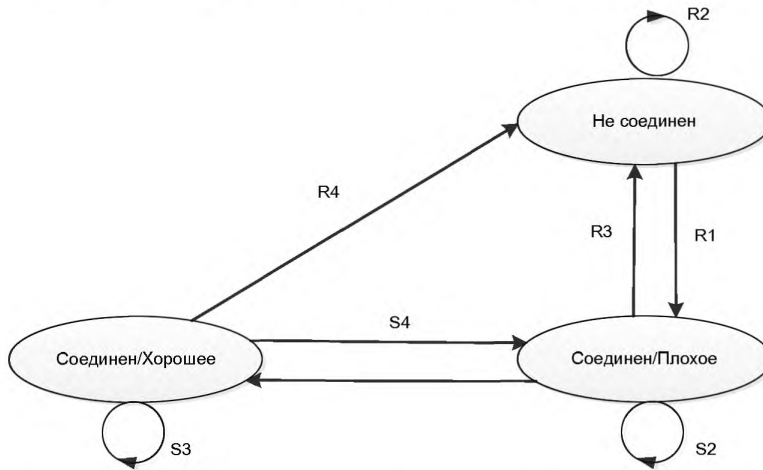 R2
Не соединен
R4
R3
R1
S4
Соединен/Хорошее
Соединен/Плохое
S3
S2